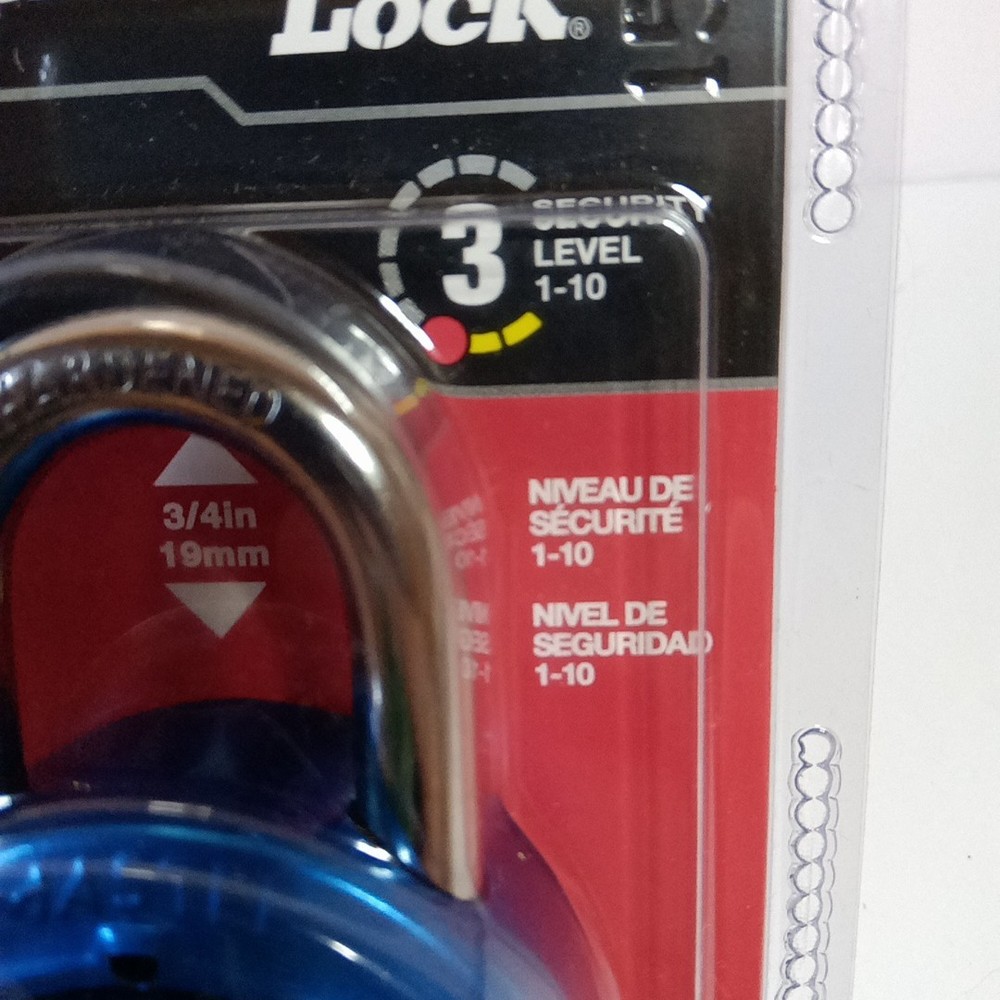 Lock®
3
SECURITY
LEVEL
1-10
HARDENED
3/4in
19mm
NIVEAU DE
SÉCURITÉ
1-10
NIVEL DE
SEGURIDAD
1-10